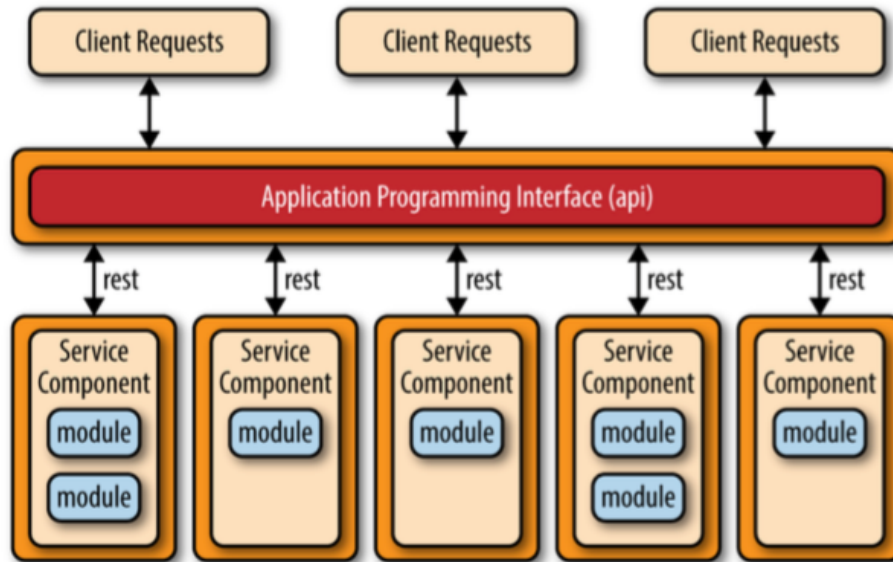 Client Requests
Client Requests
Client Requests
Application Programming Interface (api)
rest
rest
rest
rest
rest
Service
Component
module
module
Service
Component
module
Service
Component
module
Service
Component
module
module
Service
Component
module